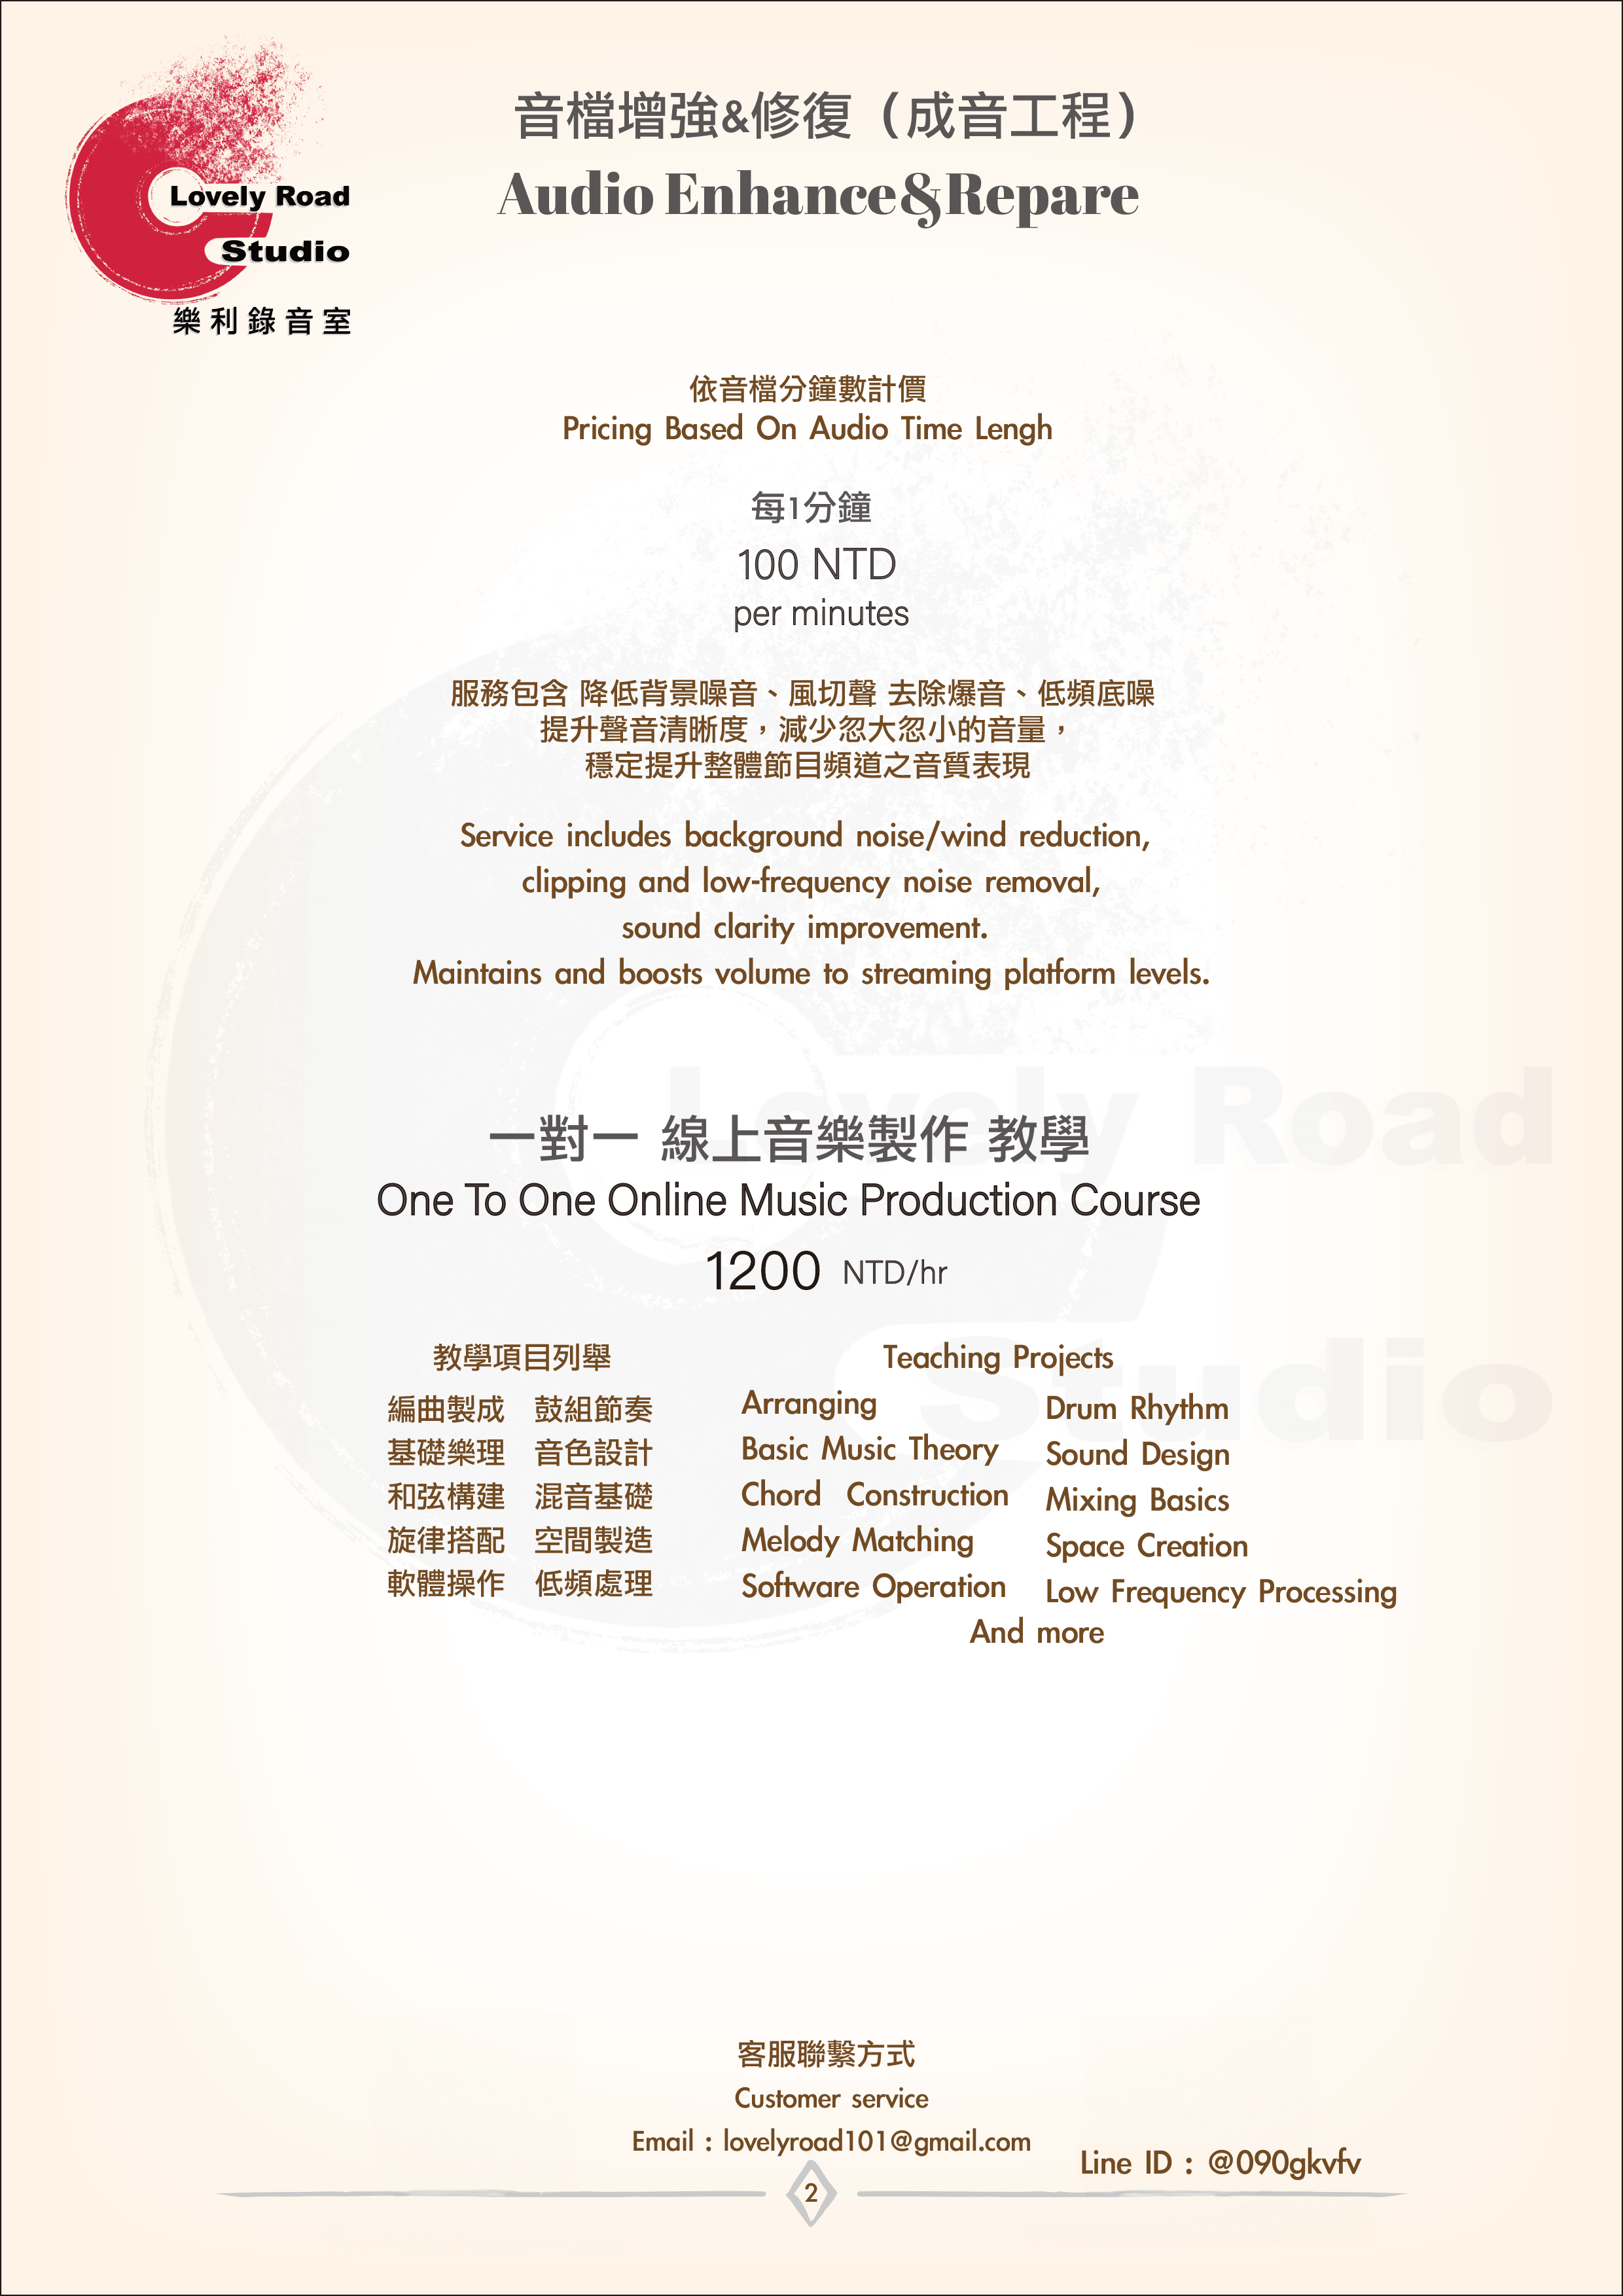 Lovely Road
Studio
樂利錄音室
音檔增強&修復（成音工程）
Audio Enhance&Repare
依音檔分鐘數計價
Pricing Based On Audio Time Lengh
每1分鐘
100 NTD
per minutes
服務包含 降低背景噪音、風切聲 去除爆音、低頻底噪
提升聲音清晰度，減少忽大忽小的音量，
穩定提升整體節目頻道之音質表現
Service includes background noise/wind reduction,
clipping and low-frequency noise removal,
sound clarity improvement.
Maintains and boosts volume to streaming platform levels.
Lovely Road
Studio
一對一 線上音樂製作 教學
One To One Online Music Production Course
1200 NTD/hr
教學項目列舉
編曲製成 鼓組節奏
基礎樂理 音色設計
和弦構建 混音基礎
旋律搭配 空間製造
軟體操作 低頻處理
Teaching Projects
Arranging
Basic Music Theory
Chord Construction
Melody Matching
Software Operation
Drum Rhythm
Sound Design
Mixing Basics
Space Creation
Low Frequency Processing
And more
客服聯繫方式
Customer service
Email : lovelyroad101@gmail.com
Line ID : @090gkvfv
2